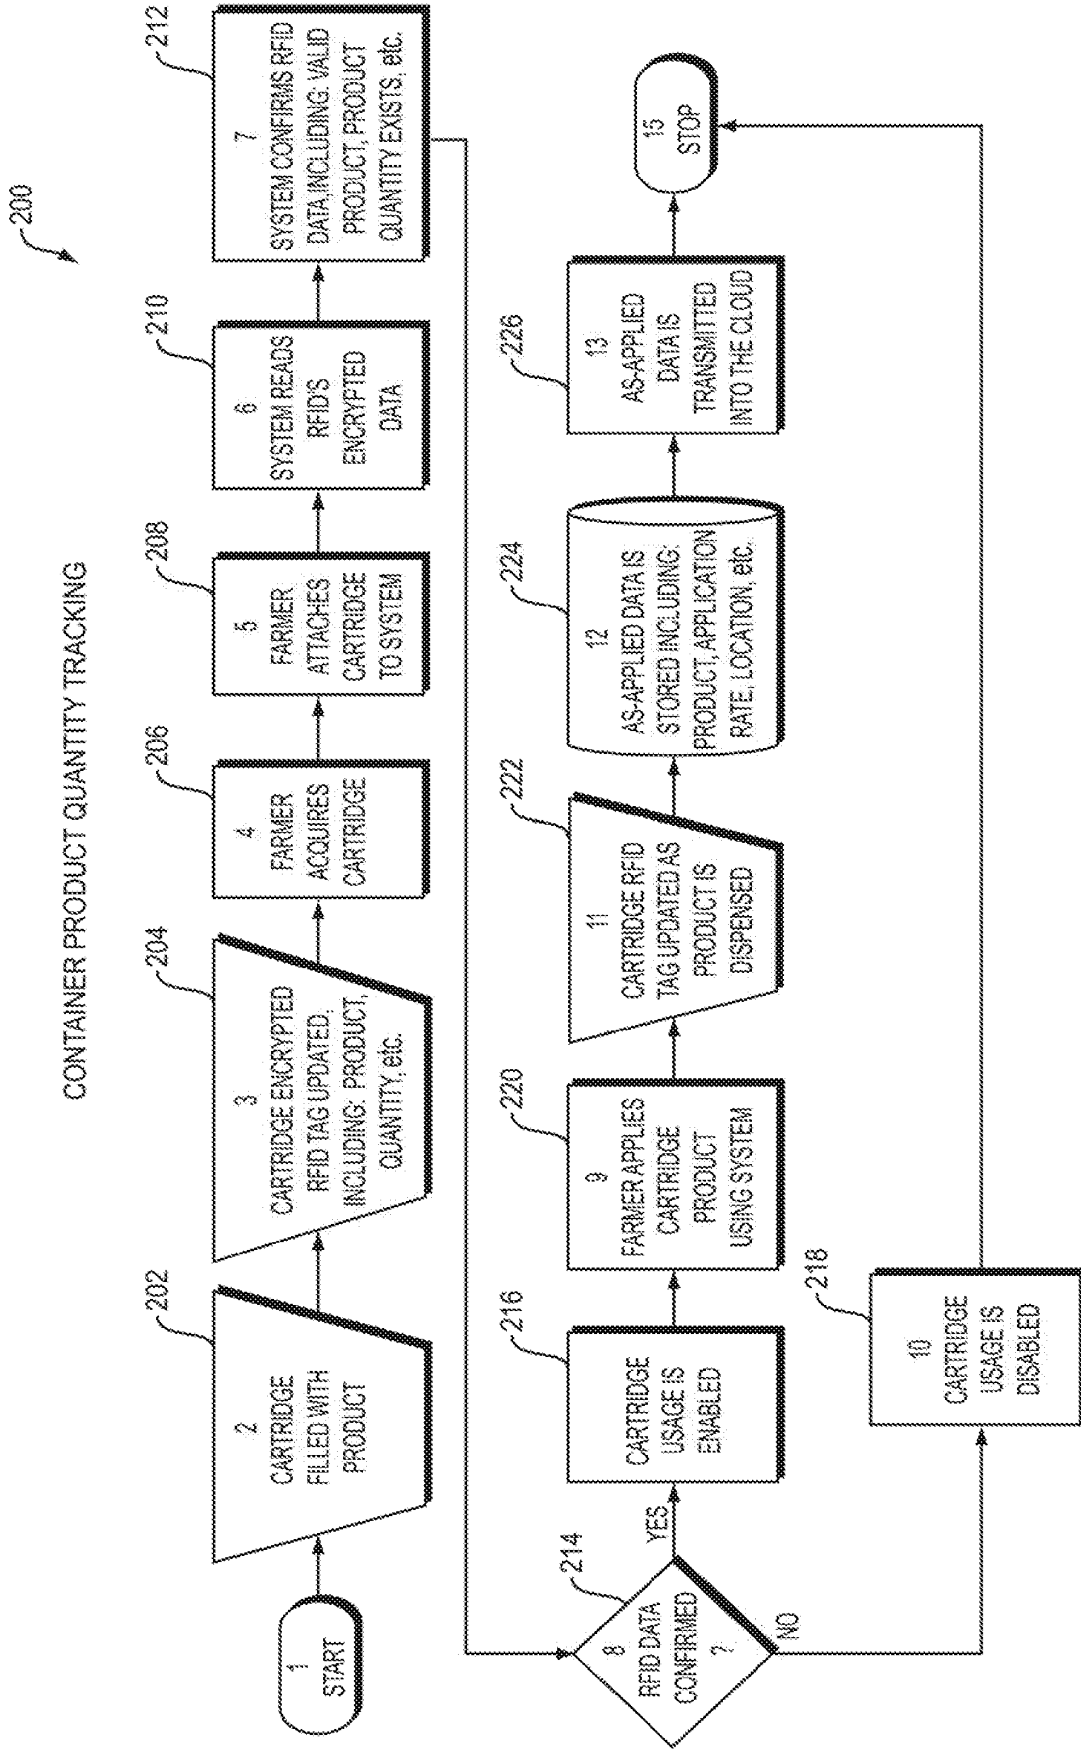 CONTAINER PRODUCT QUANTITY TRACKING
200
1
START
202
2
CARTRIDGE
FILLED WITH
PRODUCT
204
3
CARTRIDGE ENCRYPTED
RFID TAG UPDATED,
INCLUDING: PRODUCT,
QUANTITY, etc.
206
4
FARMER
ACQUIRES
CARTRIDGE
208
5
FARMER
ATTACHES
CARTRIDGE
TO SYSTEM
210
6
SYSTEM READS
RFID'S
ENCRYPTED
DATA
212
7
SYSTEM CONFIRMS RFID
DATA,INCLUDING: VALID
PRODUCT, PRODUCT
QUANTITY EXISTS, etc.
214
8
RFID DATA
CONFIRMED
?
YES
NO
216
CARTRIDGE
USAGE IS
ENABLED
220
9
FARMER APPLIES
CARTRIDGE
PRODUCT
USING SYSTEM
222
11
CARTRIDGE RFID
TAG UPDATED AS
PRODUCT IS
DISPENSED
224
12
AS-APPLIED DATA IS
STORED INCLUDING:
PRODUCT, APPLICATION
RATE, LOCATION, etc.
226
13
AS-APPLIED
DATA IS
TRANSMITTED
INTO THE CLOUD
15
STOP
218
10
CARTRIDGE
USAGE IS
DISABLED